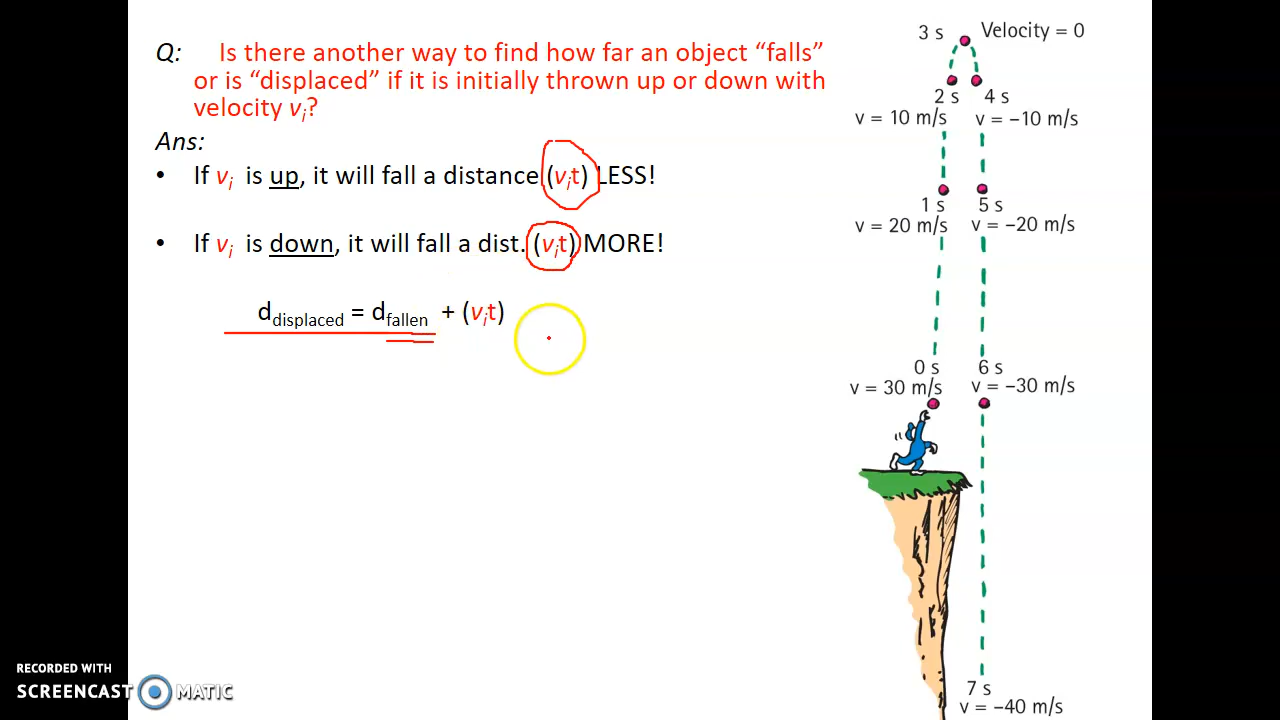 Q: Is there another way to find how far an object “falls”
or is “displaced” if it is initially thrown up or down with
velocity vi?
Ans:
• If vi is up, it will fall a distance (vit) LESS!
• If vi is down, it will fall a dist. (vit) MORE!
ddisplaced = dfallen + (vit)
3 s Velocity = 0
2 s 4 s
v = 10 m/s v = −10 m/s
1 s 5 s
v = 20 m/s v = −20 m/s
0 s 6 s
v = 30 m/s v = −30 m/s
7 s
v = −40 m/s
RECORDED WITH
SCREENCAST MATIC